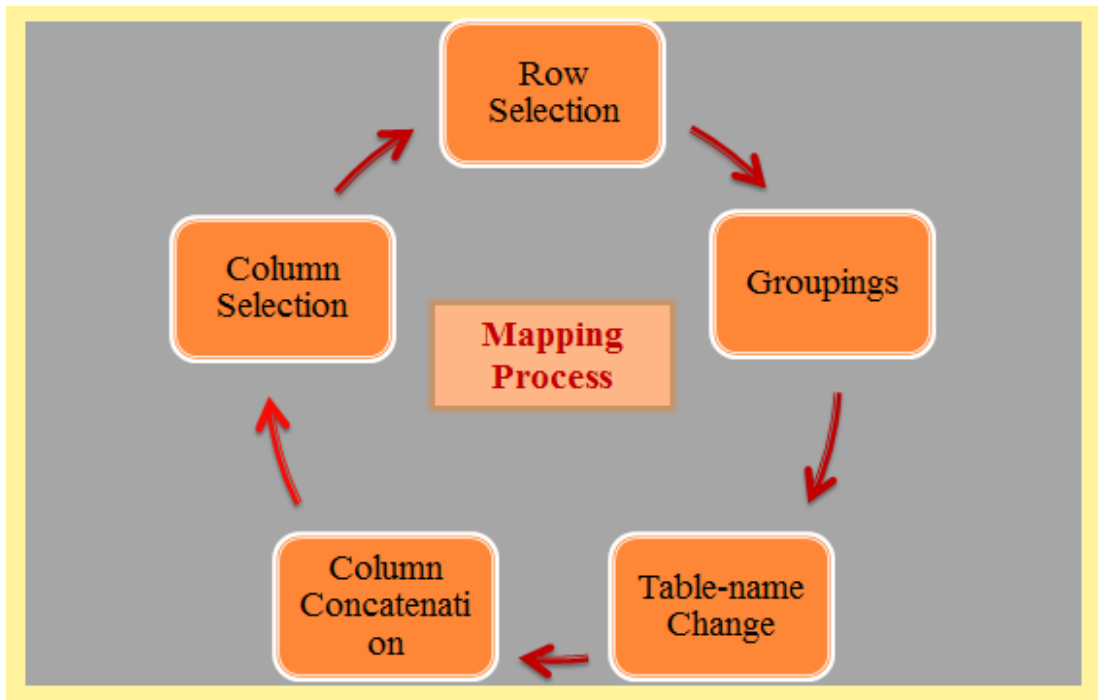 Row
Selection
Groupings
Table-name
Change
Column
Concatenati
on
Column
Selection
Mapping
Process